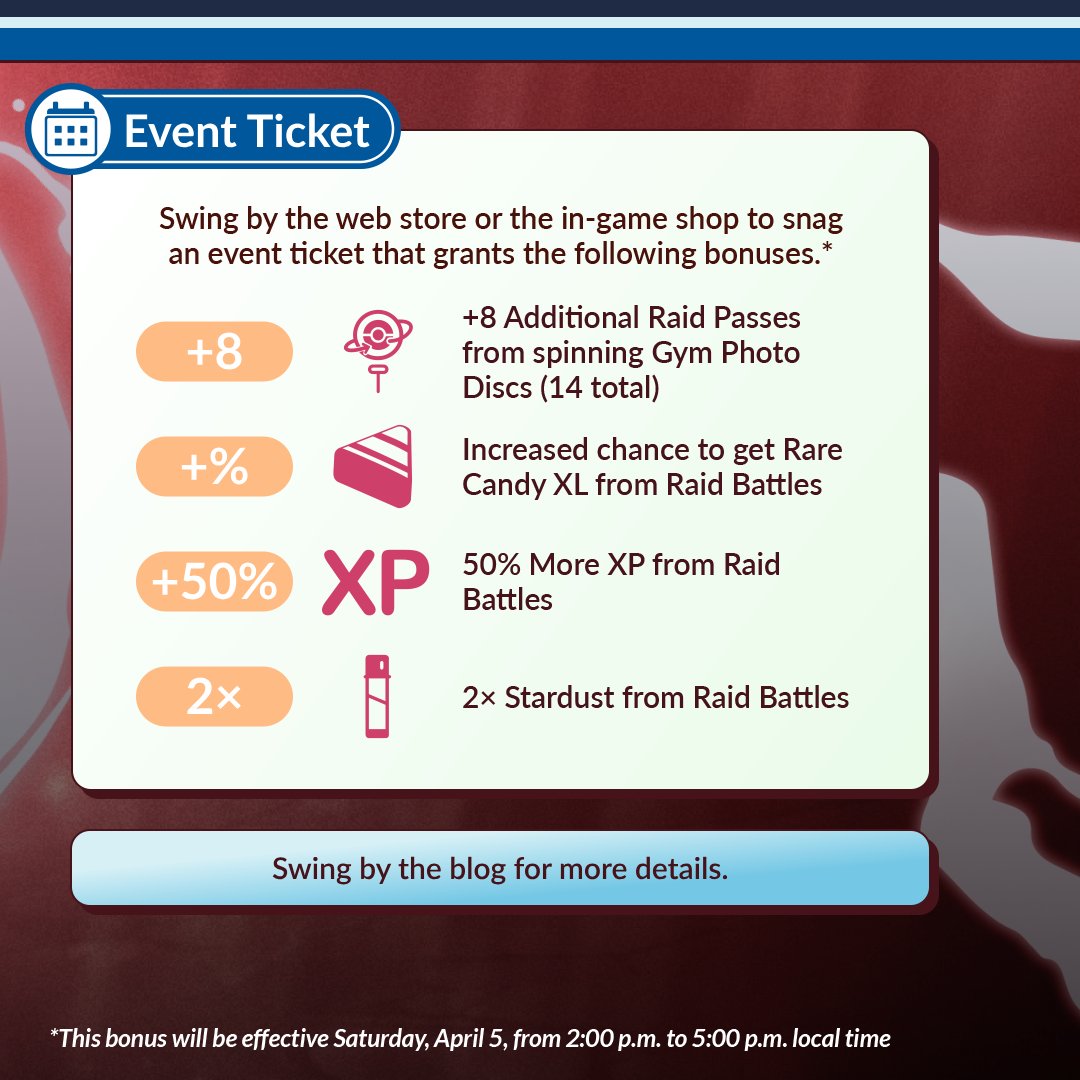 Event Ticket
Swing by the web store or the in-game shop to snag
an event ticket that grants the following bonuses.*
+8
+8 Additional Raid Passes
from spinning Gym Photo
Discs (14 total)
+%
Increased chance to get Rare
Candy XL from Raid Battles
+50%
XP
50% More XP from Raid
Battles
2×
2× Stardust from Raid Battles
Swing by the blog for more details.
*This bonus will be effective Saturday, April 5, from 2:00 p.m. to 5:00 p.m. local time